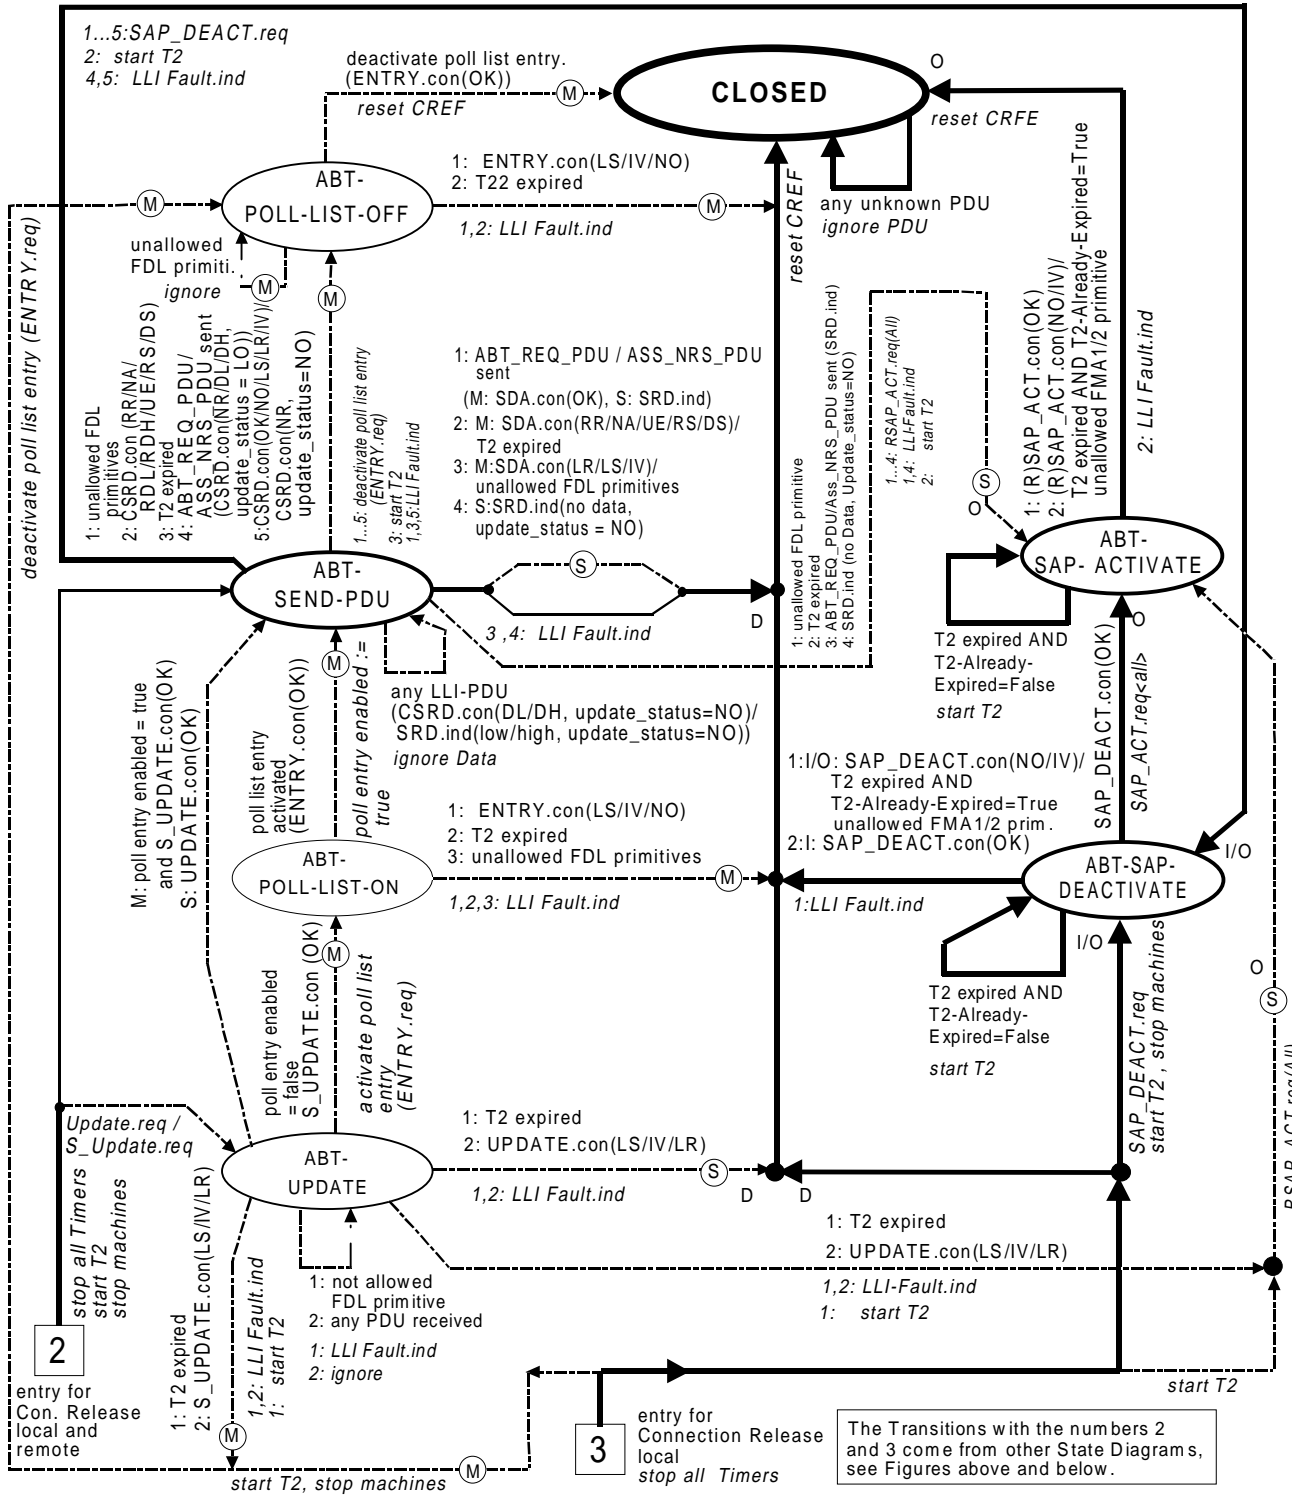 1...5:SAP_DEACT.req
2: start T2
4,5: LLI Fault.ind
deactivate poll list entry.
(ENTRY.con(OK))
M
reset CREF
CLOSED
O
reset CRFE
any unknown PDU
ignore PDU
ABT-
POLL-LIST-OFF
M
1: ENTRY.con(LS/IV/NO)
2: T22 expired
M
1,2: LLI Fault.ind
reset CREF
unallowed
FDL primiti.
ignore
M
M
deactivate poll list entry (ENTRY.req)
1: unallowed FDL
primitives
2: CSRD.con (RR/NA/
RDL/RDH/UE/RS/DS)
3: T2 expired
4: ABT_REQ_PDU/
ASS_NRS_PDU sent
(CSRD.con(NR/DL/DH,
update_status = LO))
5:CSRD.con(OK/NO/LS/LR/IV)/
CSRD.con(NR,
update_status=NO)
1...5: deactivate poll list entry
(ENTRY.req)
3: start T2
1,3,5:LLI Fault.ind
1: ABT_REQ_PDU / ASS_NRS_PDU
sent
(M: SDA.con(OK), S: SRD.ind)
2: M: SDA.con(RR/NA/UE/RS/DS)/
T2 expired
3: M:SDA.con(LR/LS/IV)/
unallowed FDL primitives
4: S:SRD.ind(no data,
update_status = NO)
1: unallowed FDL primitive
2: T2 expired
3: ABT_REQ_PDU/Ass_NRS_PDU sent (SRD.ind)
4: SRD.ind (no Data, Update_status=NO)
1...4: RSAP_ACT.req(All)
1,4: LLI-Fault.ind
2: start T2
S
O
1: (R)SAP_ACT.con(OK)
2: (R)SAP_ACT.con(NO/IV)/
T2 expired AND T2-Already-Expired=True
unallowed FMA1/2 primitive
2: LLI Fault.ind
ABT-
SAP- ACTIVATE
T2 expired AND
T2-Already-
Expired=False
start T2
O
ABT-
SEND-PDU
S
3 ,4: LLI Fault.ind
D
M
any LLI-PDU
(CSRD.con(DL/DH, update_status=NO)/
SRD.ind(low/high, update_status=NO))
ignore Data
M: poll entry enabled = true
and S_UPDATE.con(OK)
S: UPDATE.con(OK)
poll list entry
activated
(ENTRY.con(OK))
poll entry enabled :=
true
SAP_DEACT.con(OK)
SAP_ACT.req<all>
1:I/O: SAP_DEACT.con(NO/IV)/
T2 expired AND
T2-Already-Expired=True
unallowed FMA1/2 prim.
2:I: SAP_DEACT.con(OK)
1: ENTRY.con(LS/IV/NO)
2: T2 expired
3: unallowed FDL primitives
M
1,2,3: LLI Fault.ind
ABT-
POLL-LIST-ON
1:LLI Fault.ind
ABT-SAP-
DEACTIVATE
I/O
I/O
T2 expired AND
T2-Already-
Expired=False
start T2
M
poll entry enabled
= false
S_UPDATE.con (OK)
activate poll list
entry
(ENTRY.req)
SAP_DEACT.req
start T2 , stop machines
O
S
RSAP_ACT.req(All)
Update.req /
S_Update.req
ABT-
UPDATE
1: T2 expired
2: UPDATE.con(LS/IV/LR)
S
1,2: LLI Fault.ind
D
D
stop all Timers
start T2
stop machines
1: T2 expired
2: S_UPDATE.con(LS/IV/LR)
1,2: LLI Fault.ind
1: start T2
1: not allowed
FDL primitive
2: any PDU received
1: LLI Fault.ind
2: ignore
1: T2 expired
2: UPDATE.con(LS/IV/LR)
1,2: LLI-Fault.ind
1: start T2
2
entry for
Con. Release
local and
remote
M
start T2, stop machines
M
3
entry for
Connection Release
local
stop all Timers
start T2
The Transitions with the numbers 2
and 3 come from other State Diagrams,
see Figures above and below.